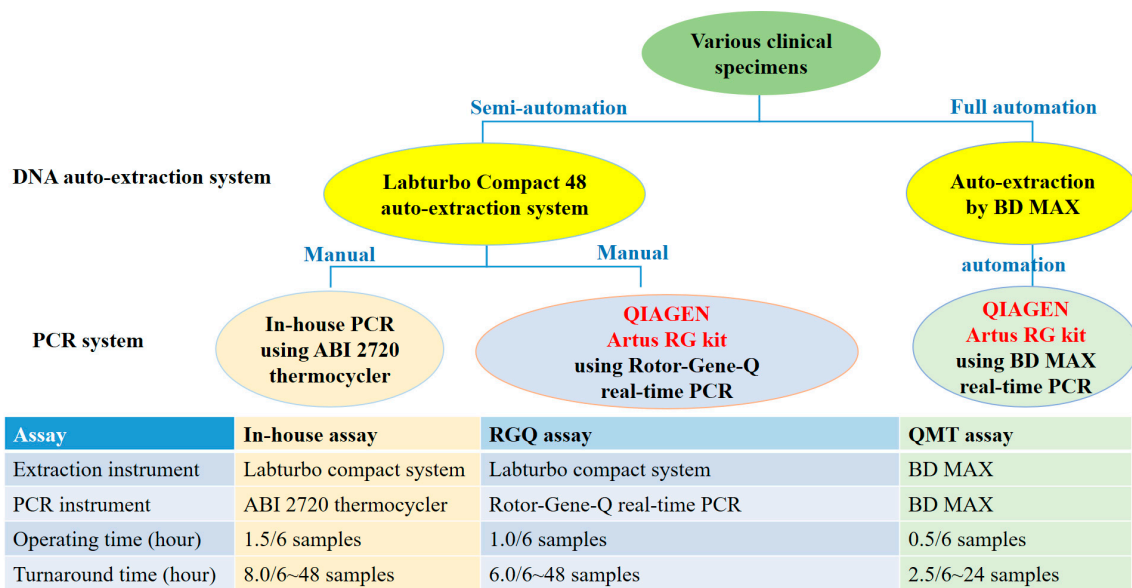 Various clinical
specimens
Semi-automation
Full automation
DNA auto-extraction system
Labturbo Compact 48
auto-extraction system
Auto-extraction
by BD MAX
Manual
Manual
automation
PCR system
In-house PCR
using ABI 2720
thermocycler
QIAGEN
Artus RG kit
using Rotor-Gene-Q
real-time PCR
QIAGEN
Artus RG kit
using BD MAX
real-time PCR
Assay In-house assay RGQ assay QMT assay
Extraction instrument Labturbo compact system Labturbo compact system BD MAX
PCR instrument ABI 2720 thermocycler Rotor-Gene-Q real-time PCR BD MAX
Operating time (hour) 1.5/6 samples 1.0/6 samples 0.5/6 samples
Turnaround time (hour) 8.0/6~48 samples 6.0/6~48 samples 2.5/6~24 samples